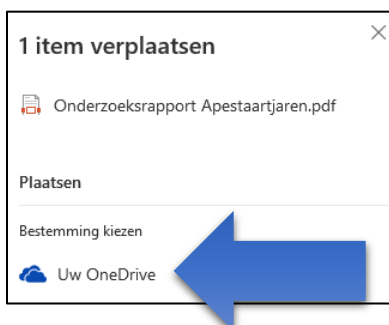 1 item verplaatsen
Onderzoeksrapport Apestaartjaren.pdf
Plaatsen
Bestemming kiezen
Uw OneDrive